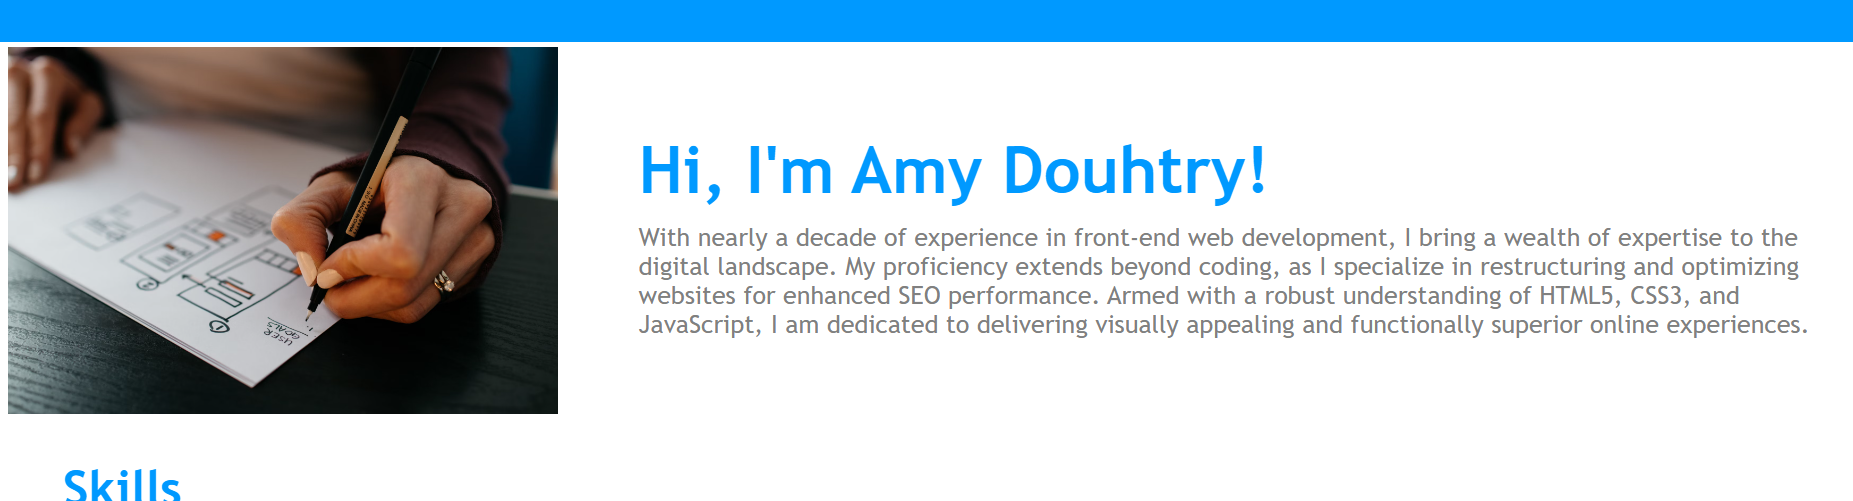 Hi, I'm Amy Douhtry!
With nearly a decade of experience in front-end web development, I bring a wealth of expertise to the
digital landscape. My proficiency extends beyond coding, as I specialize in restructuring and optimizing
websites for enhanced SEO performance. Armed with a robust understanding of HTML5, CSS3, and
JavaScript, I am dedicated to delivering visually appealing and functionally superior online experiences.
USER
GOALS
1.
Skills